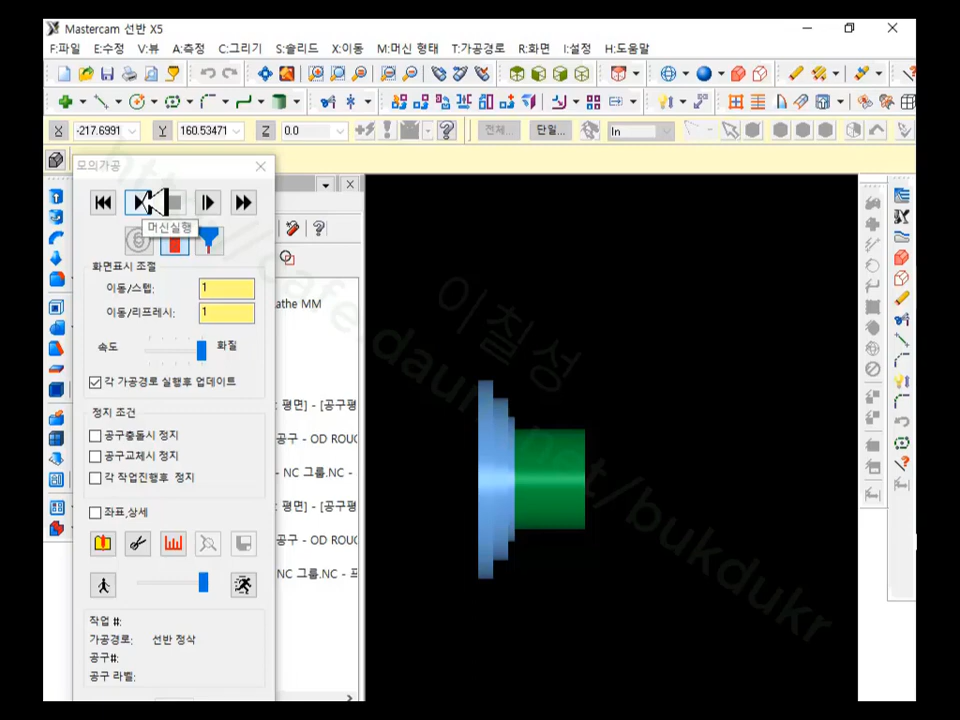 Mastercam 선반 X5
F:파일 E:수정 V:뷰 A:측정 C:그리기 S:솔리드 X:이동 M:머신 형태 T:가공경로 R:화면 I:설정 H:도움말
X -217.6991 Y 160.53471 Z 0.0 전체... 단일... In
모의가공
머신실행
화면표시 조절
이동/스텝: 1
이동/리프레시: 1
속도 화질
각 가공경로 실행후 업데이트
정지 조건
공구충돌시 정지
공구교체시 정지
각 작업진행후 정지
좌표,상세
작업 #:
가공경로: 선반 정삭
공구#:
공구 라벨:
athe MM
평면] - [공구평
공구 - OD ROUG
- NC 그룹.NC -
평면] - [공구평
공구 - OD ROUG
NC 그룹.NC - 프
이칠성
http://cafe.daum.net/bukdukr